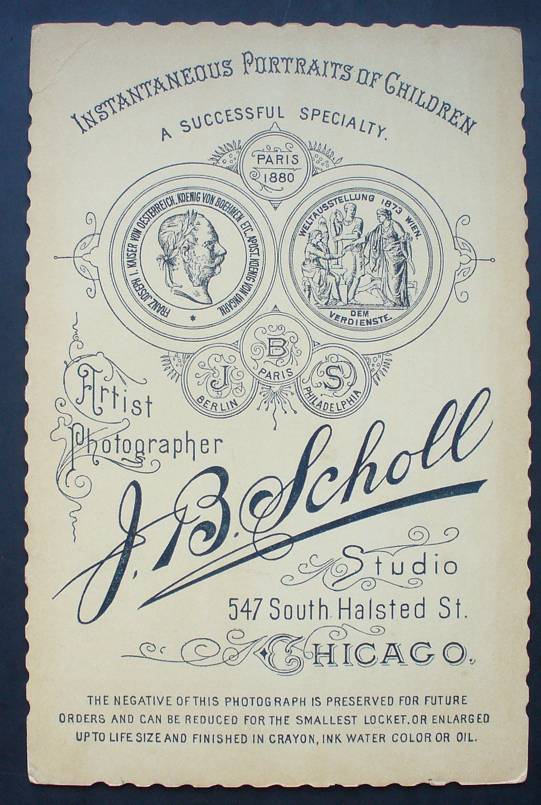 INSTANTANEOUS PORTRAITS OF CHILDREN
A SUCCESSFUL SPECIALTY.
PARIS
1880
FRANZ JOSEPH I. KAISER VON OESTERREICH, KOENIG VON BOEHMEN ETC. APOST. KOENIG VON UNGARN.
WELTAUSSTELLUNG 1873 WIEN.
DEM
VERDIENSTE.
J
BERLIN
B
PARIS
S
PHILADELPHIA
Artist
Photographer
J. B. Scholl
Studio
547 South Halsted St.
CHICAGO.
THE NEGATIVE OF THIS PHOTOGRAPH IS PRESERVED FOR FUTURE
ORDERS AND CAN BE REDUCED FOR THE SMALLEST LOCKET, OR ENLARGED
UP TO LIFE SIZE AND FINISHED IN CRAYON, INK WATER COLOR OR OIL.